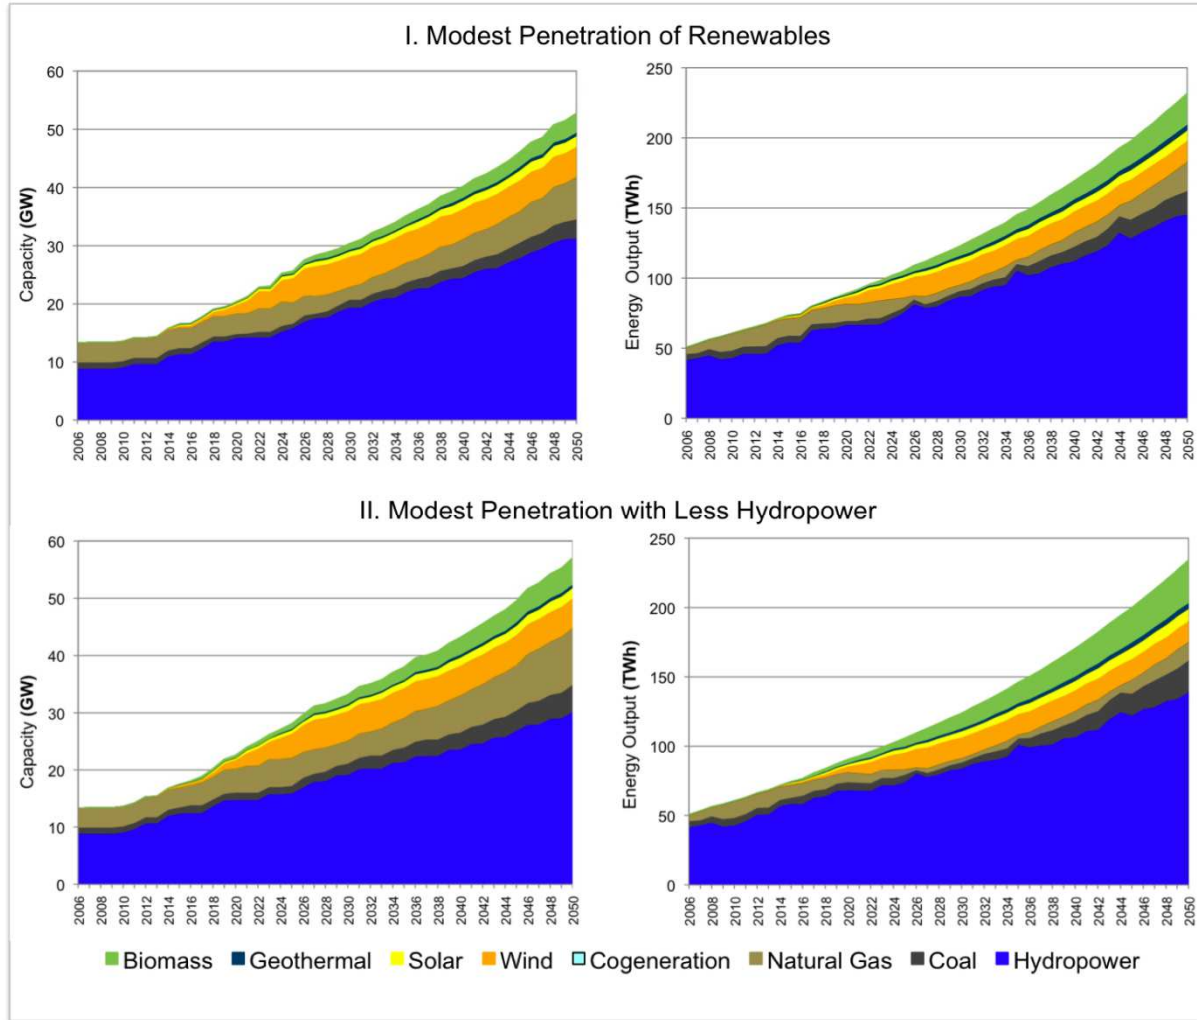 I. Modest Penetration of Renewables
60
50
40
30
20
10
0
Capacity (GW)
2006 2008 2010 2012 2014 2016 2018 2020 2022 2024 2026 2028 2030 2032 2034 2036 2038 2040 2042 2044 2046 2048 2050
250
200
150
100
50
0
Energy Output (TWh)
2006 2008 2010 2012 2014 2016 2018 2020 2022 2024 2026 2028 2030 2032 2034 2036 2038 2040 2042 2044 2046 2048 2050
II. Modest Penetration with Less Hydropower
60
50
40
30
20
10
0
Capacity (GW)
2006 2008 2010 2012 2014 2016 2018 2020 2022 2024 2026 2028 2030 2032 2034 2036 2038 2040 2042 2044 2046 2048 2050
250
200
150
100
50
0
Energy Output (TWh)
2006 2008 2010 2012 2014 2016 2018 2020 2022 2024 2026 2028 2030 2032 2034 2036 2038 2040 2042 2044 2046 2048 2050
Biomass Geothermal Solar Wind Cogeneration Natural Gas Coal Hydropower